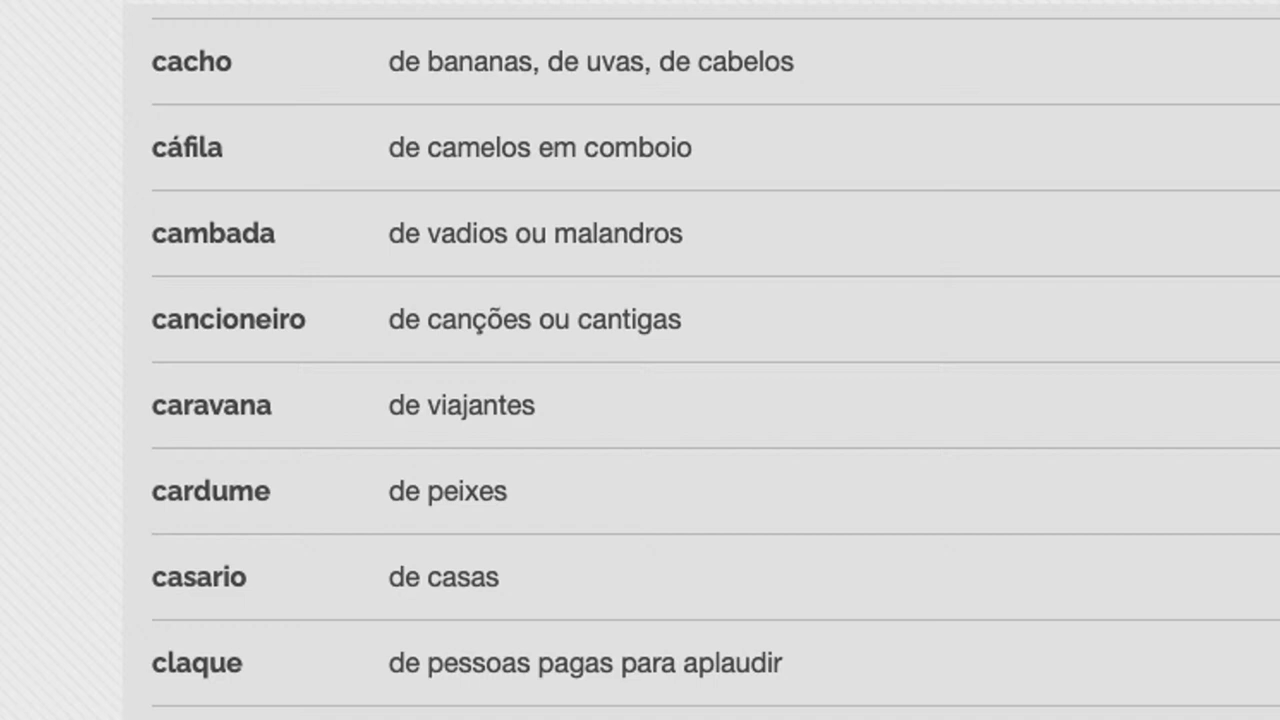 cacho de bananas, de uvas, de cabelos
cáfila de camelos em comboio
cambada de vadios ou malandros
cancioneiro de canções ou cantigas
caravana de viajantes
cardume de peixes
casario de casas
claque de pessoas pagas para aplaudir